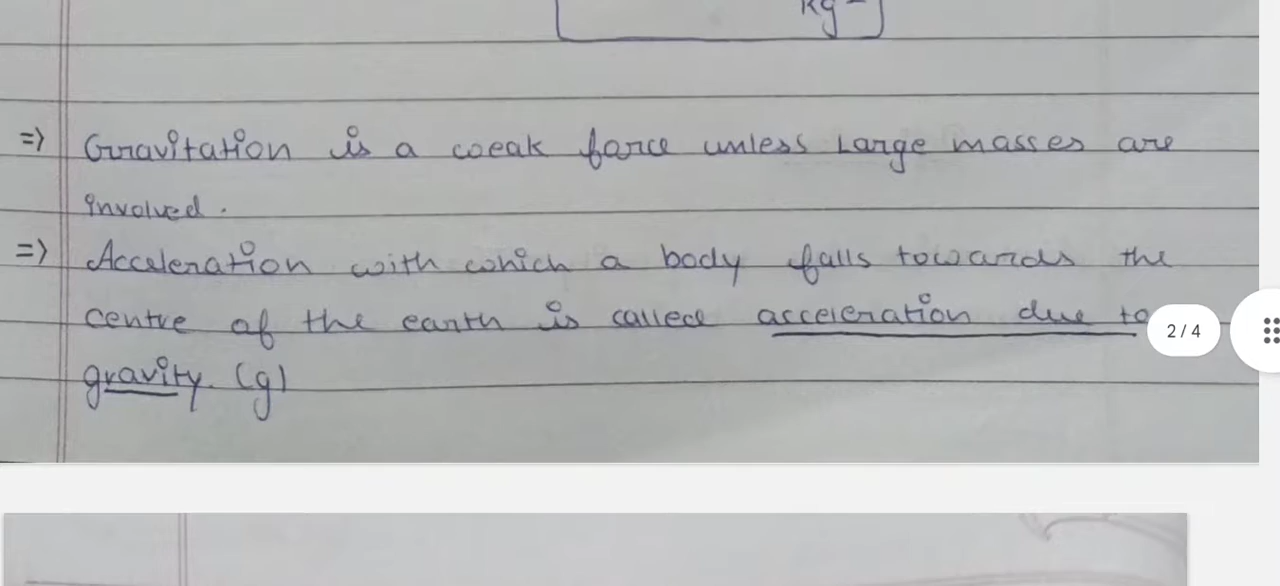 kg²
=> Gravitation is a weak force unless Large masses are
involved.
=> Acceleration with which a body falls towards the
centre of the earth is called acceleration due to
gravity. (g)
2/4